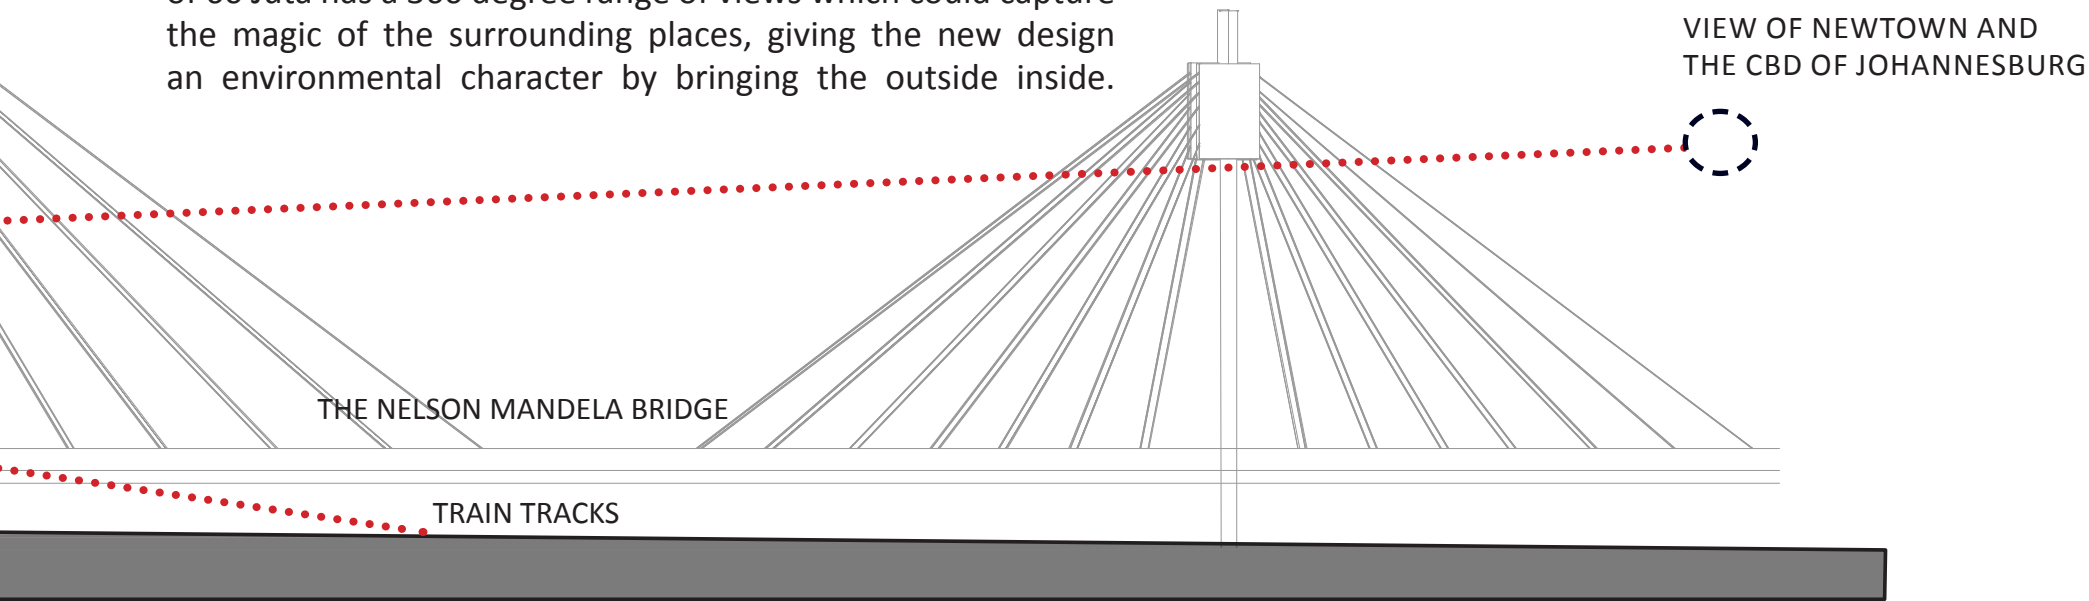 the magic of the surrounding places, giving the new design
an environmental character by bringing the outside inside.
VIEW OF NEWTOWN AND
THE CBD OF JOHANNESBURG
THE NELSON MANDELA BRIDGE
TRAIN TRACKS